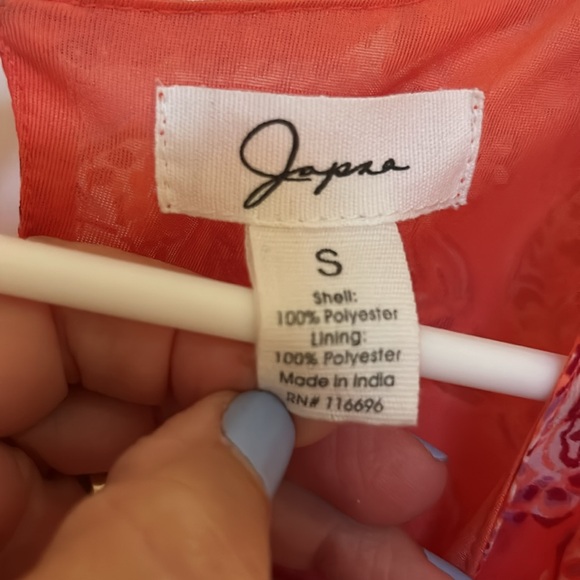 Japna
S
Shell:
100% Polyester
Lining:
100% Polyester
Made in India
RN# 116696